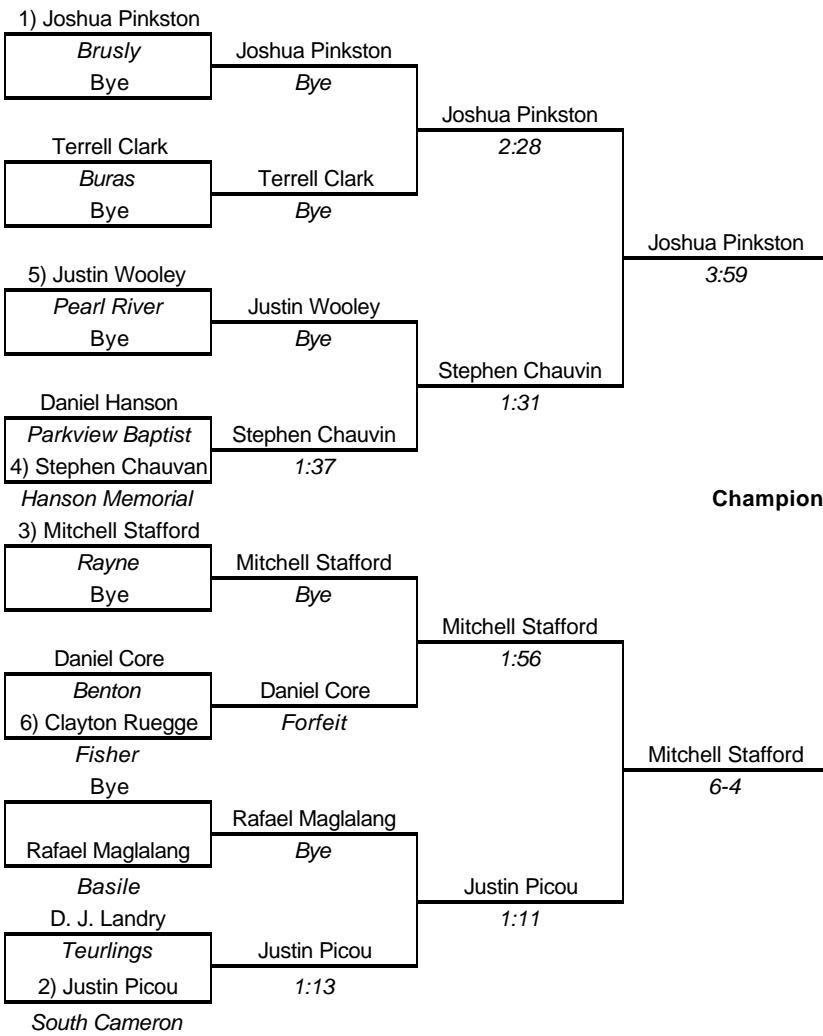 1) Joshua Pinkston
Brusly
Joshua Pinkston
Bye
Bye
Joshua Pinkston
Terrell Clark
2:28
Buras
Terrell Clark
Bye
Bye
Joshua Pinkston
5) Justin Wooley
3:59
Pearl River
Justin Wooley
Bye
Bye
Stephen Chauvin
Daniel Hanson
1:31
Parkview Baptist
Stephen Chauvin
4) Stephen Chauvan
1:37
Hanson Memorial
Champion
3) Mitchell Stafford
Rayne
Mitchell Stafford
Bye
Bye
Mitchell Stafford
Daniel Core
1:56
Benton
Daniel Core
6) Clayton Ruegge
Forfeit
Fisher
Mitchell Stafford
Bye
6-4
Rafael Maglalang
Rafael Maglalang
Bye
Basile
Justin Picou
D. J. Landry
1:11
Teurlings
Justin Picou
2) Justin Picou
1:13
South Cameron